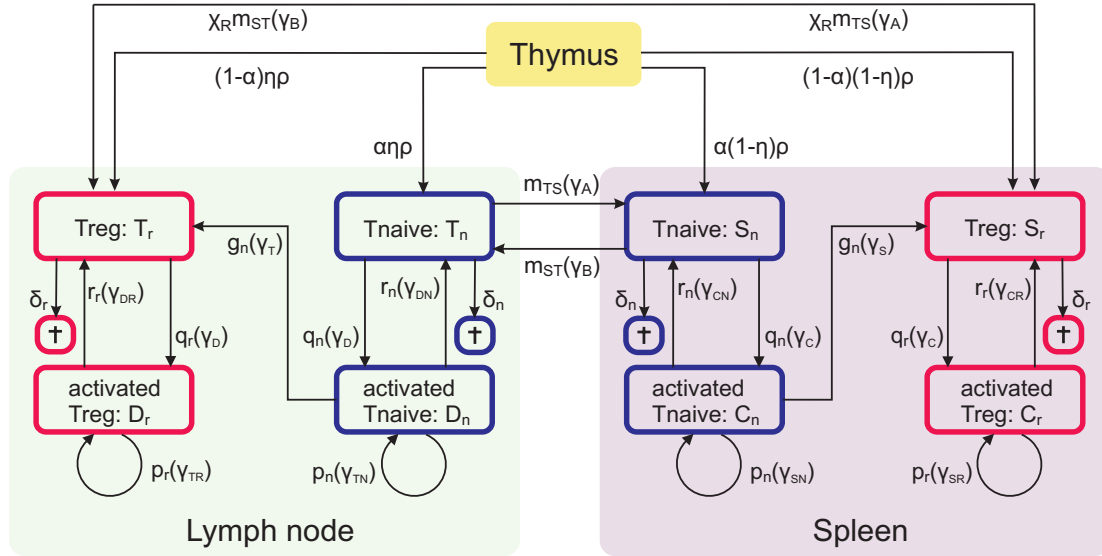 χRmST(γB)
χRmTS(γA)
Thymus
(1-α)ηρ
(1-α)(1-η)ρ
αηρ
α(1-η)ρ
mTS(γA)
Treg: Tr
Tnaive: Tn
Tnaive: Sn
Treg: Sr
gn(γT)
gn(γS)
mST(γB)
δr
rr(γDR)
rn(γDN)
δn
δn
rn(γCN)
rr(γCR)
δr
✝
✝
✝
✝
qr(γD)
qn(γD)
qn(γC)
qr(γC)
activated
Treg: Dr
activated
Tnaive: Dn
activated
Tnaive: Cn
activated
Treg: Cr
pr(γTR)
pn(γTN)
pn(γSN)
pr(γSR)
Lymph node
Spleen